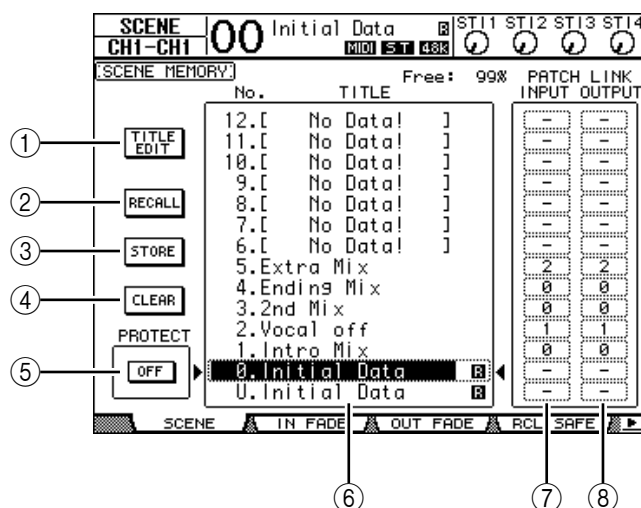 SCENE
CH1-CH1
00 Initial Data R
MIDI ST 48K
STI1 STI2 STI3 STI4
SCENE MEMORY
Free: 99%
No. TITLE
PATCH LINK
INPUT OUTPUT
12.[ No Data! ] - -
11.[ No Data! ] - -
10.[ No Data! ] - -
9.[ No Data! ] - -
8.[ No Data! ] - -
7.[ No Data! ] - -
6.[ No Data! ] - -
5.Extra Mix 2 2
4.Ending Mix 0 0
3.2nd Mix 0 0
2.Vocal off 1 1
1.Intro Mix 0 0
0.Initial Data R - -
U.Initial Data R - -
① TITLE EDIT
② RECALL
③ STORE
④ CLEAR
PROTECT
⑤ OFF
SCENE IN FADE OUT FADE RCL SAFE
⑥ ⑦ ⑧